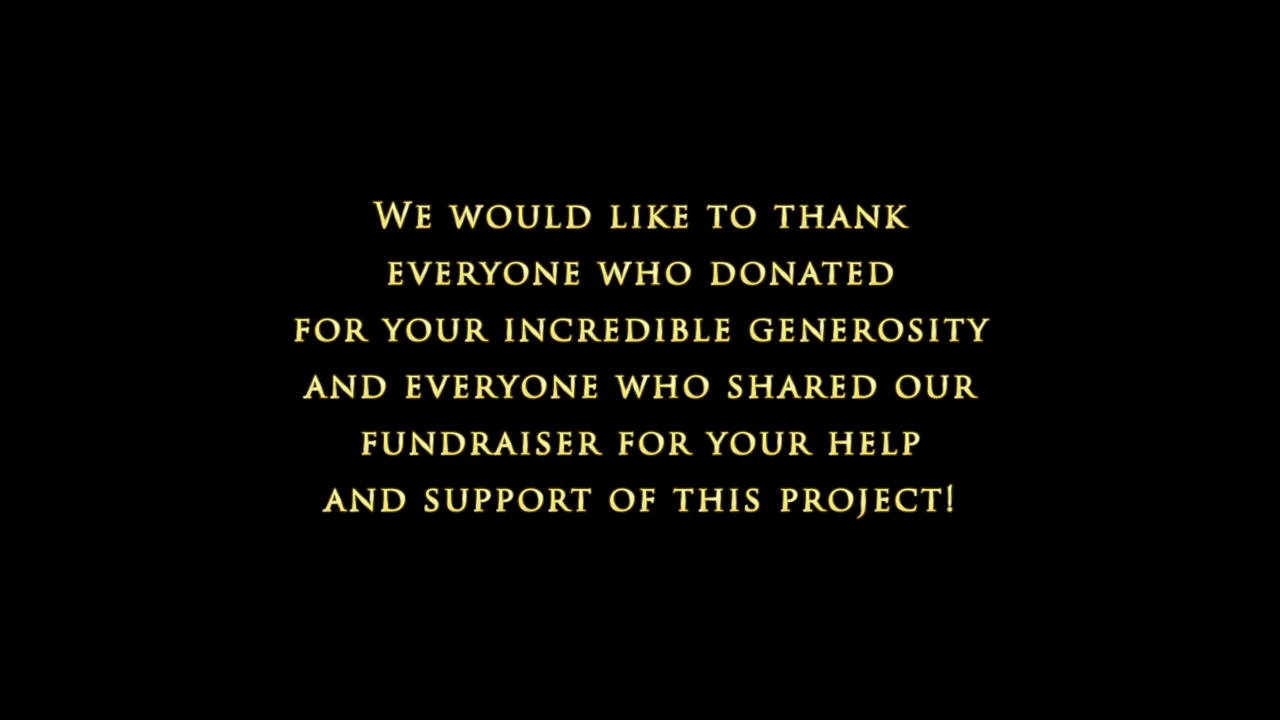 We would like to thank
everyone who donated
for your incredible generosity
and everyone who shared our
fundraiser for your help
and support of this project!